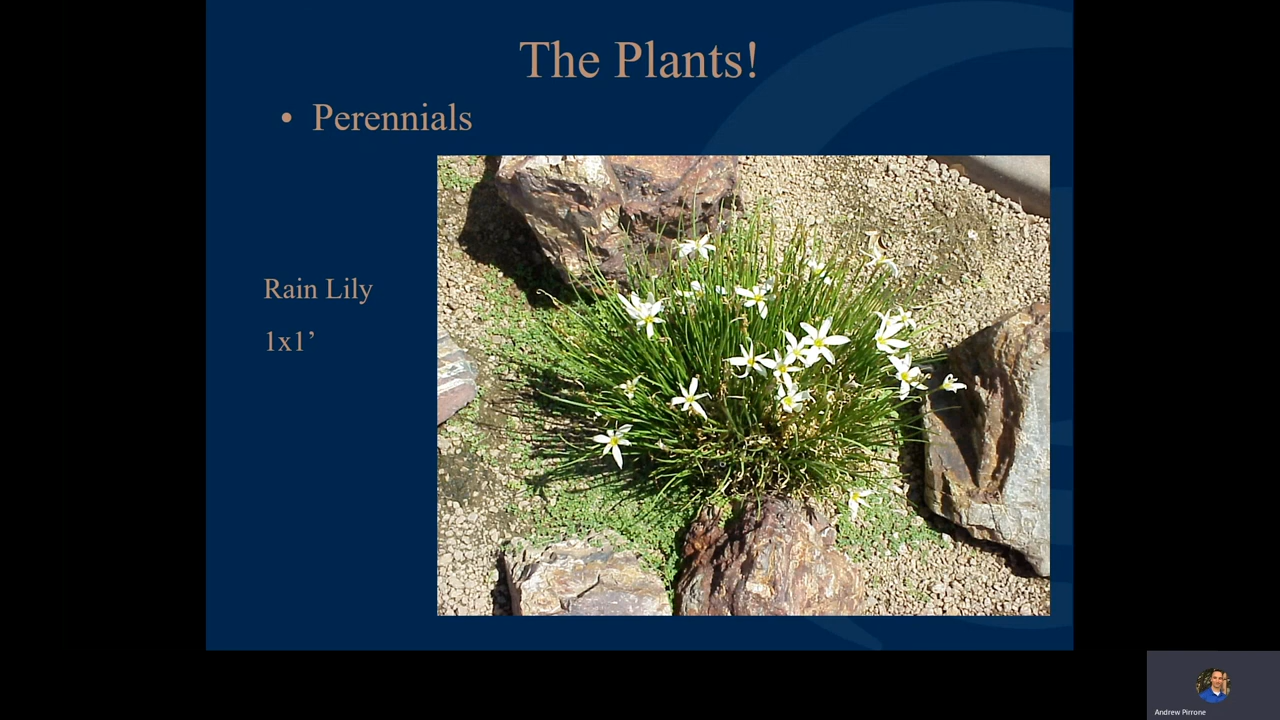 The Plants!
• Perennials
Rain Lily
1x1’
Andrew Pirrone